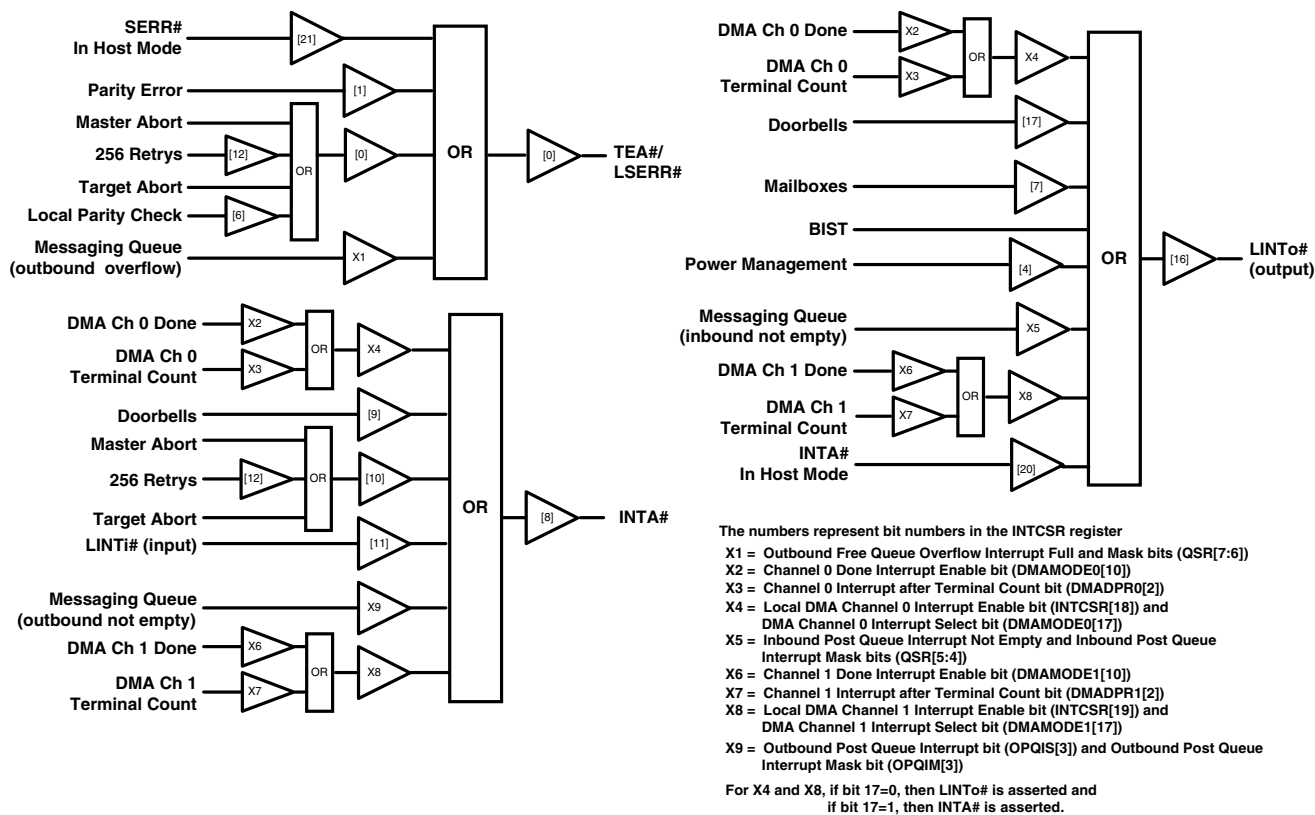 SERR#
In Host Mode
[21]
Parity Error
[1]
Master Abort
256 Retrys
[12]
OR
[0]
Target Abort
Local Parity Check
[6]
Messaging Queue
(outbound overflow)
X1
OR
[0]
TEA#/
LSERR#
DMA Ch 0 Done
X2
DMA Ch 0
Terminal Count
X3
OR
X4
Doorbells
[9]
Master Abort
256 Retrys
[12]
OR
[10]
Target Abort
LINTi# (input)
[11]
Messaging Queue
(outbound not empty)
X9
DMA Ch 1 Done
X6
DMA Ch 1
Terminal Count
X7
OR
X8
OR
[8]
INTA#
DMA Ch 0 Done
X2
DMA Ch 0
Terminal Count
X3
OR
X4
Doorbells
[17]
Mailboxes
[7]
BIST
Power Management
[4]
Messaging Queue
(inbound not empty)
X5
DMA Ch 1 Done
X6
DMA Ch 1
Terminal Count
X7
OR
X8
INTA#
In Host Mode
[20]
OR
[16]
LINTo#
(output)
The numbers represent bit numbers in the INTCSR register
X1 = Outbound Free Queue Overflow Interrupt Full and Mask bits (QSR[7:6])
X2 = Channel 0 Done Interrupt Enable bit (DMAMODE0[10])
X3 = Channel 0 Interrupt after Terminal Count bit (DMADPR0[2])
X4 = Local DMA Channel 0 Interrupt Enable bit (INTCSR[18]) and
DMA Channel 0 Interrupt Select bit (DMAMODE0[17])
X5 = Inbound Post Queue Interrupt Not Empty and Inbound Post Queue
Interrupt Mask bits (QSR[5:4])
X6 = Channel 1 Done Interrupt Enable bit (DMAMODE1[10])
X7 = Channel 1 Interrupt after Terminal Count bit (DMADPR1[2])
X8 = Local DMA Channel 1 Interrupt Enable bit (INTCSR[19]) and
DMA Channel 1 Interrupt Select bit (DMAMODE1[17])
X9 = Outbound Post Queue Interrupt bit (OPQIS[3]) and Outbound Post Queue
Interrupt Mask bit (OPQIM[3])
For X4 and X8, if bit 17=0, then LINTo# is asserted and
if bit 17=1, then INTA# is asserted.